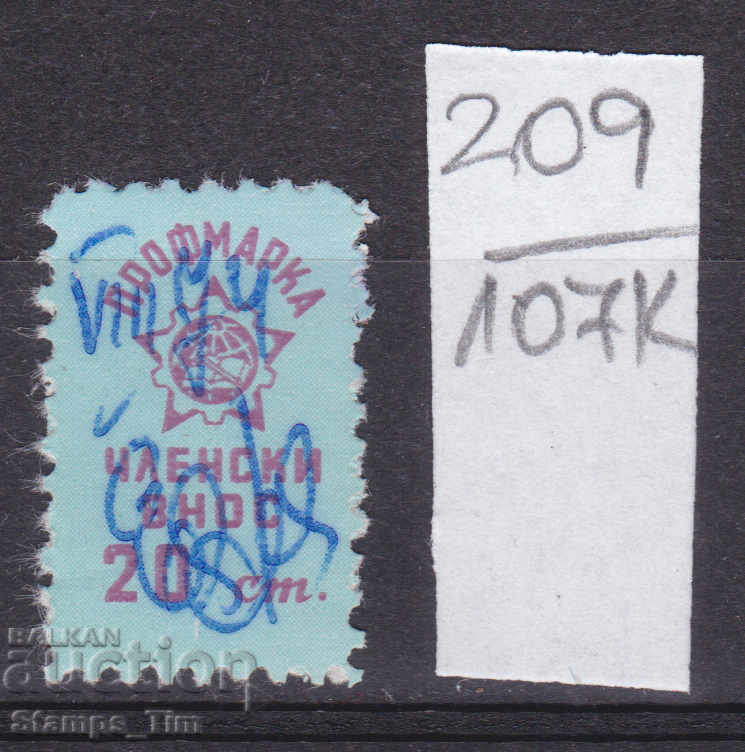 ПРОФМАРКА
ЧЛЕНСКИ
ВНОС
20 ст.
209
107К
BALKAN
auction
Stamps_Tim